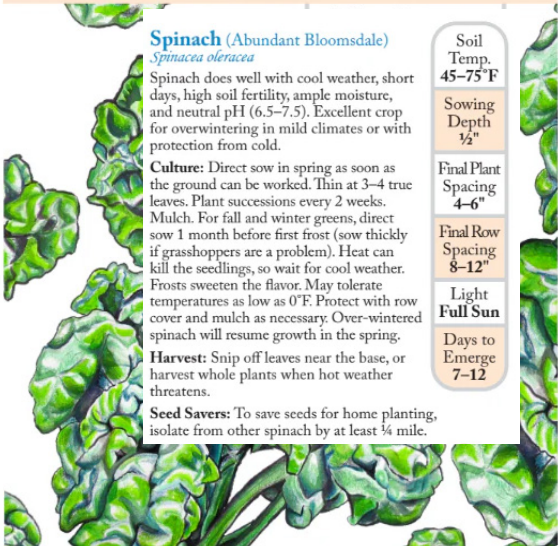 Spinach (Abundant Bloomsdale)
Spinacea oleracea
Spinach does well with cool weather, short
days, high soil fertility, ample moisture,
and neutral pH (6.5–7.5). Excellent crop
for overwintering in mild climates or with
protection from cold.
Culture: Direct sow in spring as soon as
the ground can be worked. Thin at 3–4 true
leaves. Plant successions every 2 weeks.
Mulch. For fall and winter greens, direct
sow 1 month before first frost (sow thickly
if grasshoppers are a problem). Heat can
kill the seedlings, so wait for cool weather.
Frosts sweeten the flavor. May tolerate
temperatures as low as 0°F. Protect with row
cover and mulch as necessary. Over-wintered
spinach will resume growth in the spring.
Harvest: Snip off leaves near the base, or
harvest whole plants when hot weather
threatens.
Seed Savers: To save seeds for home planting,
isolate from other spinach by at least ¼ mile.
Soil
Temp.
45–75°F
Sowing
Depth
½"
Final Plant
Spacing
4–6"
Final Row
Spacing
8–12"
Light
Full Sun
Days to
Emerge
7–12